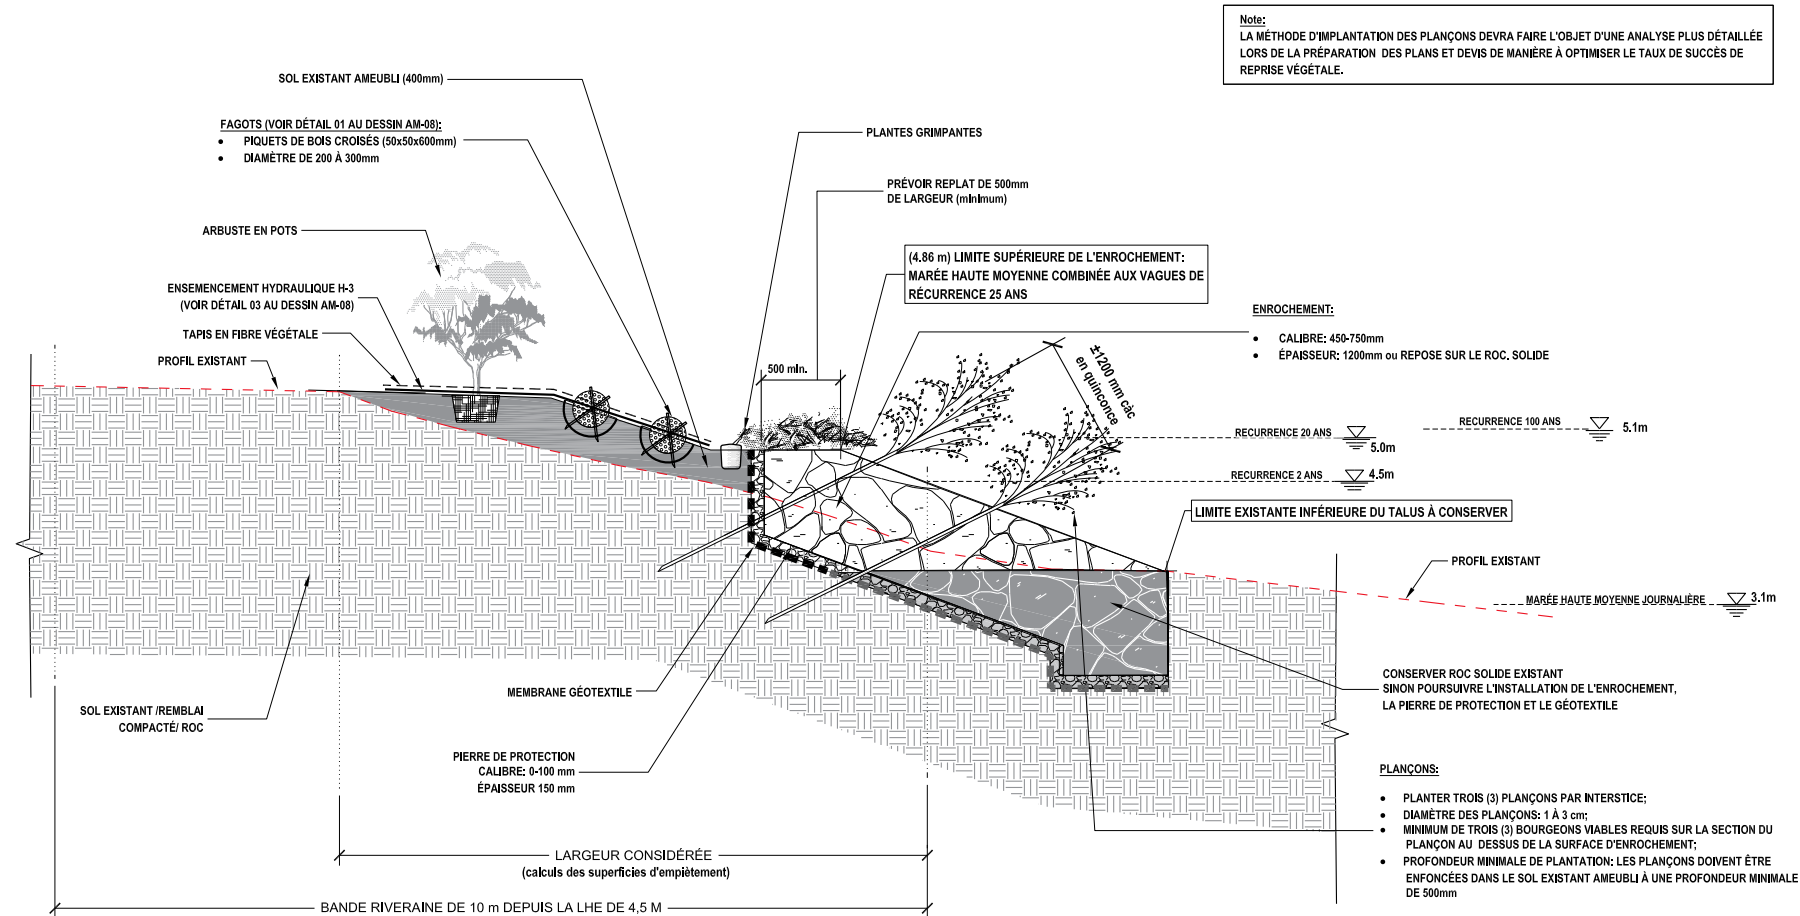 Note:
LA MÉTHODE D'IMPLANTATION DES PLANÇONS DEVRA FAIRE L'OBJET D'UNE ANALYSE PLUS DÉTAILLÉE
LORS DE LA PRÉPARATION DES PLANS ET DEVIS DE MANIÈRE À OPTIMISER LE TAUX DE SUCCÈS DE
REPRISE VÉGÉTALE.
SOL EXISTANT AMEUBLI (400mm)
FAGOTS (VOIR DÉTAIL 01 AU DESSIN AM-08):
• PIQUETS DE BOIS CROISÉS (50x50x600mm)
• DIAMÈTRE DE 200 À 300mm
PLANTES GRIMPANTES
PRÉVOIR REPLAT DE 500mm
DE LARGEUR (minimum)
ARBUSTE EN POTS
(4.86 m) LIMITE SUPÉRIEURE DE L'ENROCHEMENT:
MARÉE HAUTE MOYENNE COMBINÉE AUX VAGUES DE
RÉCURRENCE 25 ANS
ENSEMENCEMENT HYDRAULIQUE H-3
(VOIR DÉTAIL 03 AU DESSIN AM-08)
TAPIS EN FIBRE VÉGÉTALE
PROFIL EXISTANT
ENROCHEMENT:
• CALIBRE: 450-750mm
• ÉPAISSEUR: 1200mm ou REPOSE SUR LE ROC. SOLIDE
500 min.
±1200 mm càc
en quinconce
RECURRENCE 20 ANS
5.0m
RECURRENCE 100 ANS
5.1m
RECURRENCE 2 ANS
4.5m
LIMITE EXISTANTE INFÉRIEURE DU TALUS À CONSERVER
PROFIL EXISTANT
MARÉE HAUTE MOYENNE JOURNALIÈRE
3.1m
CONSERVER ROC SOLIDE EXISTANT
SINON POURSUIVRE L'INSTALLATION DE L'ENROCHEMENT,
LA PIERRE DE PROTECTION ET LE GÉOTEXTILE
MEMBRANE GÉOTEXTILE
SOL EXISTANT /REMBLAI
COMPACTÉ/ ROC
PIERRE DE PROTECTION
CALIBRE: 0-100 mm
ÉPAISSEUR 150 mm
PLANÇONS:
• PLANTER TROIS (3) PLANÇONS PAR INTERSTICE;
• DIAMÈTRE DES PLANÇONS: 1 À 3 cm;
• MINIMUM DE TROIS (3) BOURGEONS VIABLES REQUIS SUR LA SECTION DU
PLANÇON AU DESSUS DE LA SURFACE D'ENROCHEMENT;
• PROFONDEUR MINIMALE DE PLANTATION: LES PLANÇONS DOIVENT ÊTRE
ENFONCÉES DANS LE SOL EXISTANT AMEUBLI À UNE PROFONDEUR MINIMALE
DE 500mm
LARGEUR CONSIDÉRÉE
(calculs des superficies d'empiètement)
BANDE RIVERAINE DE 10 m DEPUIS LA LHE DE 4,5 M